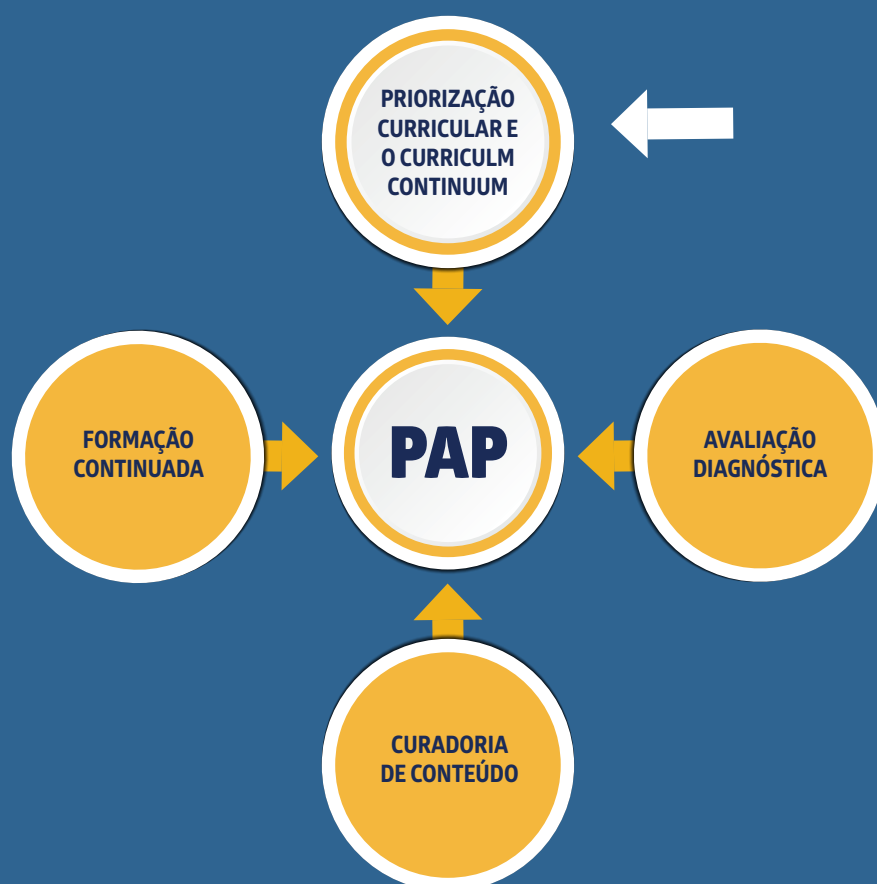 PRIORIZAÇÃO
CURRICULAR E
O CURRICULM
CONTINUUM
FORMAÇÃO
CONTINUADA
PAP
AVALIAÇÃO
DIAGNÓSTICA
CURADORIA
DE CONTEÚDO